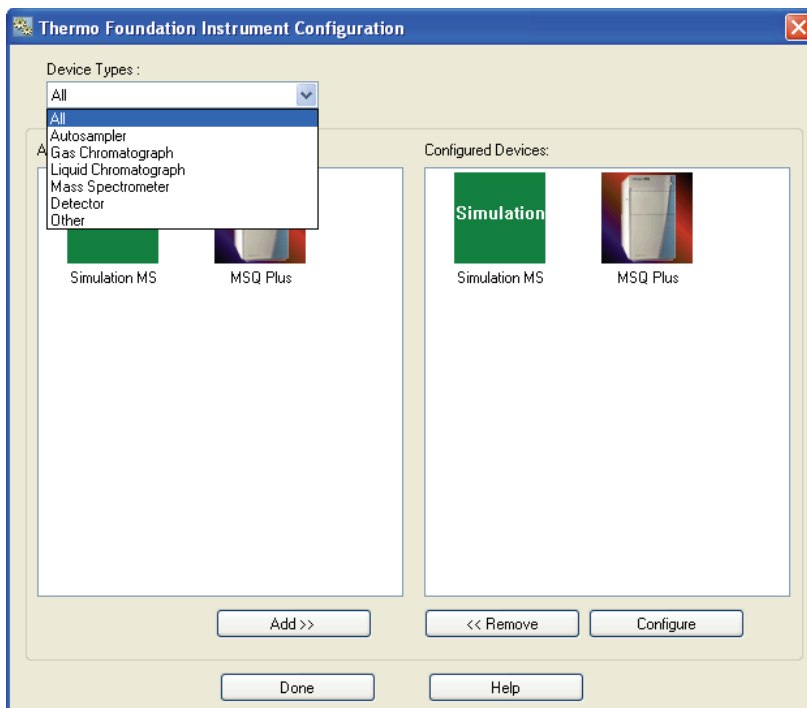 Thermo Foundation Instrument Configuration
Device Types :
All
All
Autosampler
Gas Chromatograph
Liquid Chromatograph
Mass Spectrometer
Detector
Other
Configured Devices:
Simulation MS
MSQ Plus
Simulation
Simulation MS
MSQ Plus
Add >>
<< Remove
Configure
Done
Help